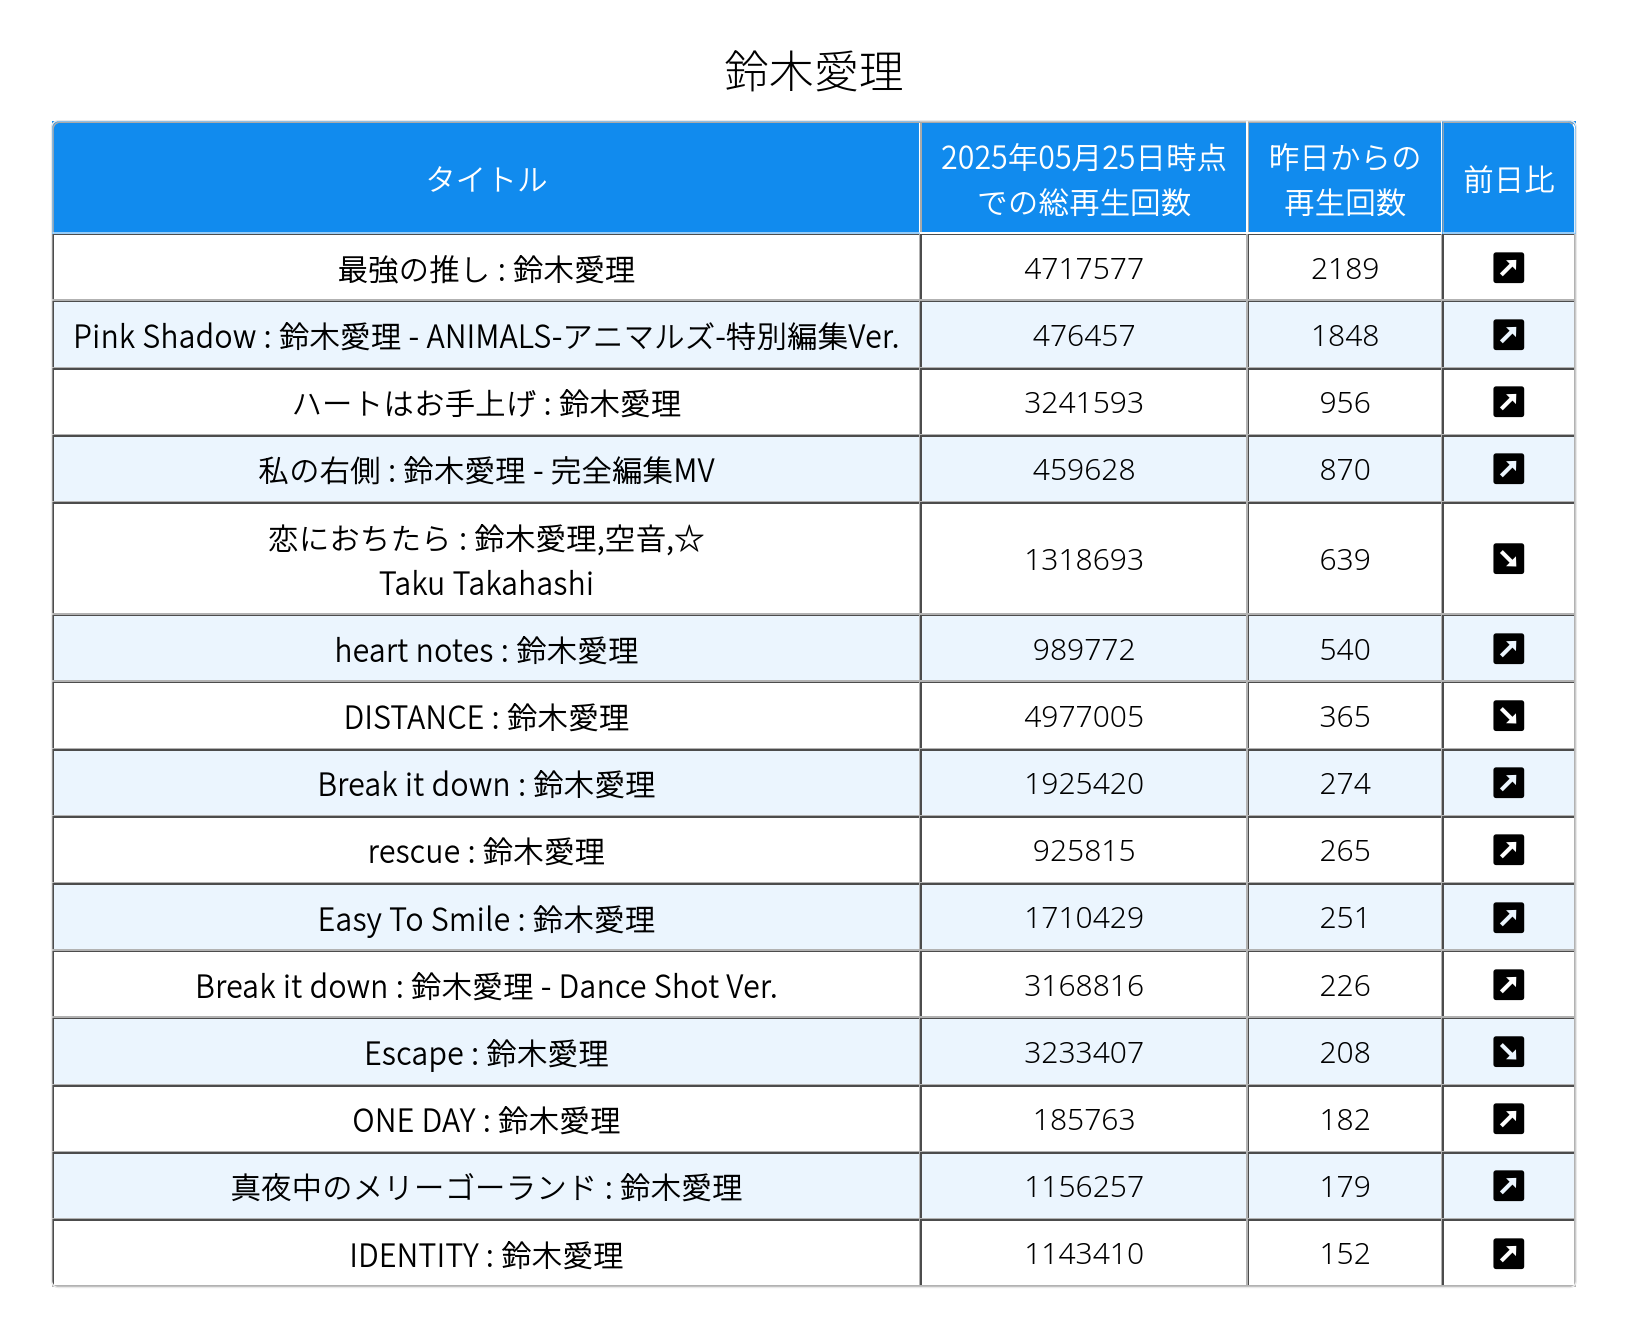 鈴木愛理
タイトル 2025年05月25日時点での総再生回数 昨日からの再生回数 前日比
最強の推し : 鈴木愛理 4717577 2189 ↗
Pink Shadow : 鈴木愛理 - ANIMALS-アニマルズ-特別編集Ver. 476457 1848 ↗
ハートはお手上げ : 鈴木愛理 3241593 956 ↗
私の右側 : 鈴木愛理 - 完全編集MV 459628 870 ↗
恋におちたら : 鈴木愛理,空音,☆Taku Takahashi 1318693 639 ↘
heart notes : 鈴木愛理 989772 540 ↗
DISTANCE : 鈴木愛理 4977005 365 ↘
Break it down : 鈴木愛理 1925420 274 ↗
rescue : 鈴木愛理 925815 265 ↗
Easy To Smile : 鈴木愛理 1710429 251 ↗
Break it down : 鈴木愛理 - Dance Shot Ver. 3168816 226 ↗
Escape : 鈴木愛理 3233407 208 ↘
ONE DAY : 鈴木愛理 185763 182 ↗
真夜中のメリーゴーランド : 鈴木愛理 1156257 179 ↗
IDENTITY : 鈴木愛理 1143410 152 ↗